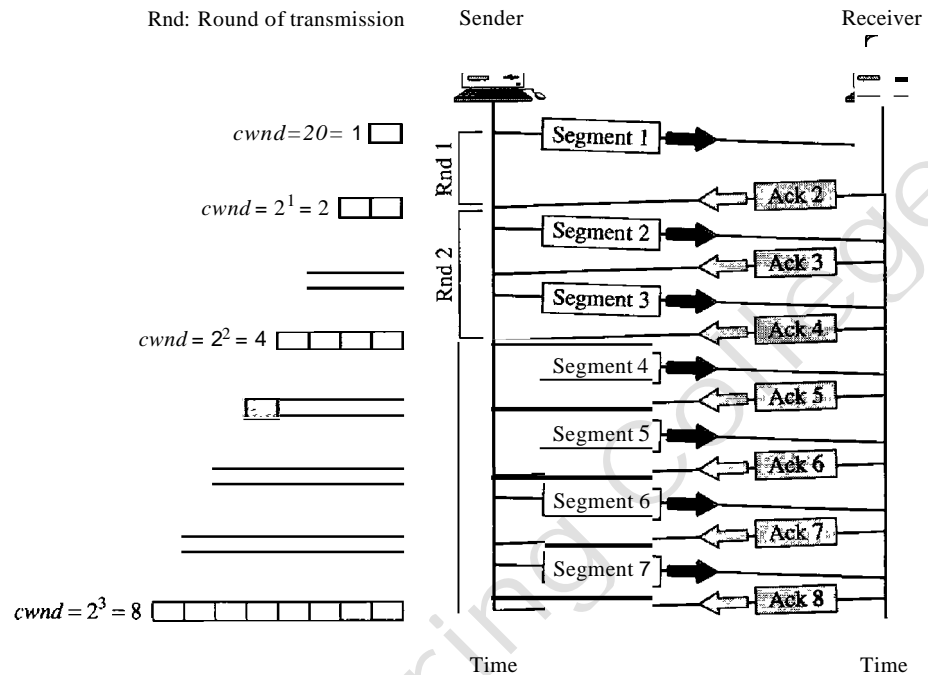 Rnd: Round of transmission
Sender
Receiver
cwnd=20= 1
Rnd 1
Segment 1
Ack 2
cwnd = 2^1 = 2
Rnd 2
Segment 2
Ack 3
Segment 3
Ack 4
cwnd = 2^2 = 4
Segment 4
Ack 5
Segment 5
Ack 6
Segment 6
Ack 7
Segment 7
Ack 8
cwnd = 2^3 = 8
Time
Time
ring College